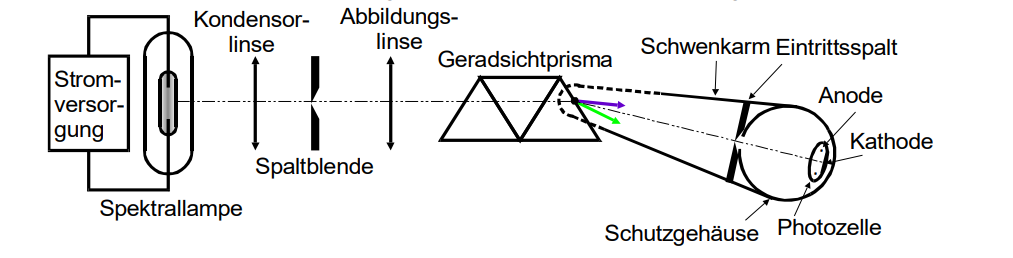 Kondensor-
linse
Abbildungs-
linse
Geradsichtprisma
Schwenkarm
Eintrittsspalt
Strom-
versor-
gung
Anode
Kathode
Spaltblende
Spektrallampe
Schutzgehäuse
Photozelle